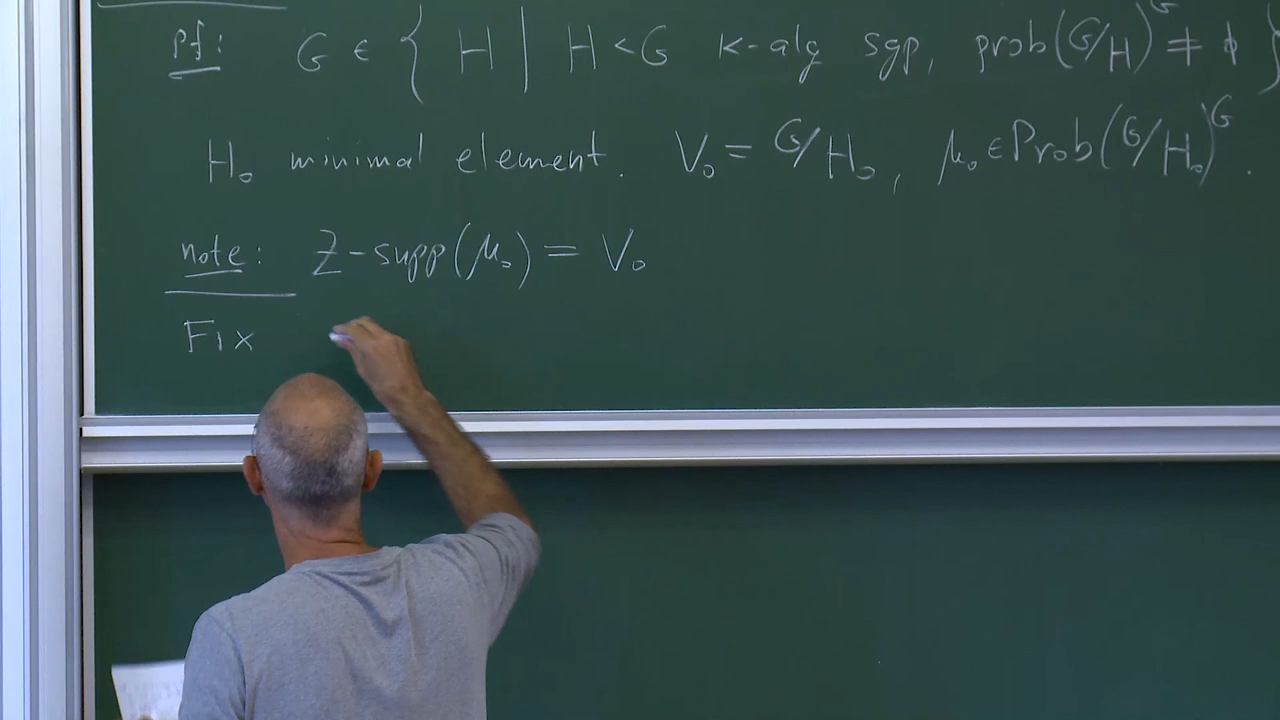 Pf: G ∈ { H | H < G k-alg sgp, prob(G/H)^G ≠ ∅ }
H₀ minimal element. V₀ = G/H₀, μ₀ ∈ Prob(G/H₀)^G.
note: Z-supp(μ₀) = V₀
Fix